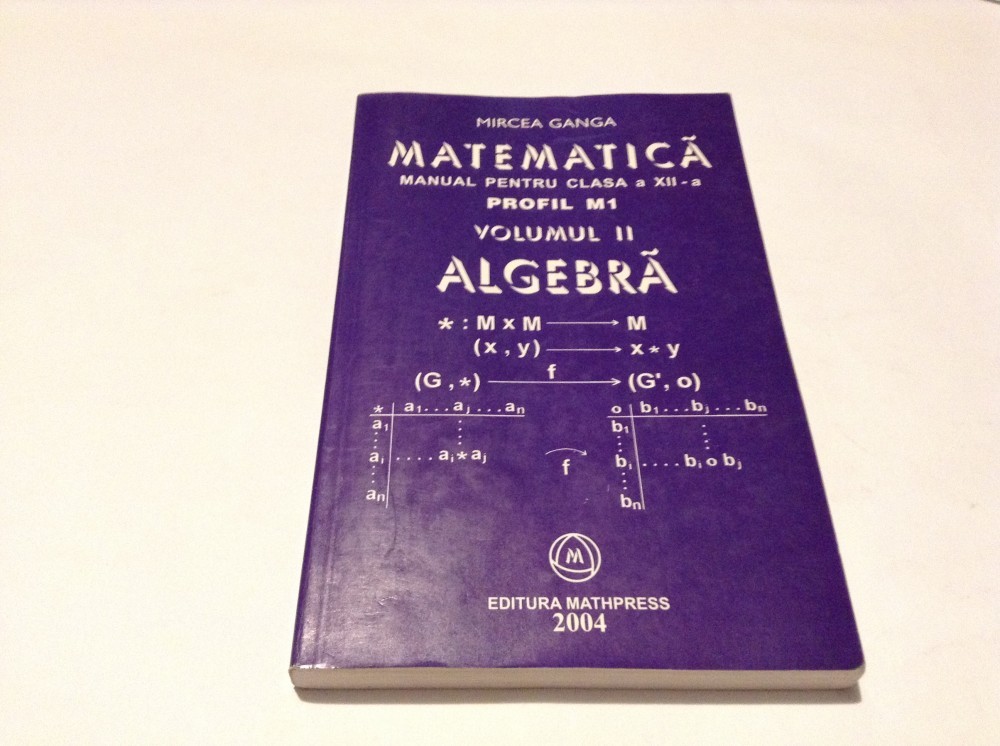 MIRCEA GANGA
MATEMATICĂ
MANUAL PENTRU CLASA a XII-a
PROFIL M1
VOLUMUL II
ALGEBRĂ
* : M x M ⟶ M
(x , y) ⟶ x * y
f
(G , *) ⟶ (G', o)
* a1...aj...an
a1
ai ....ai*aj
an
f
o b1...bj...bn
b1
bi ....bi o bj
bn
M
EDITURA MATHPRESS
2004